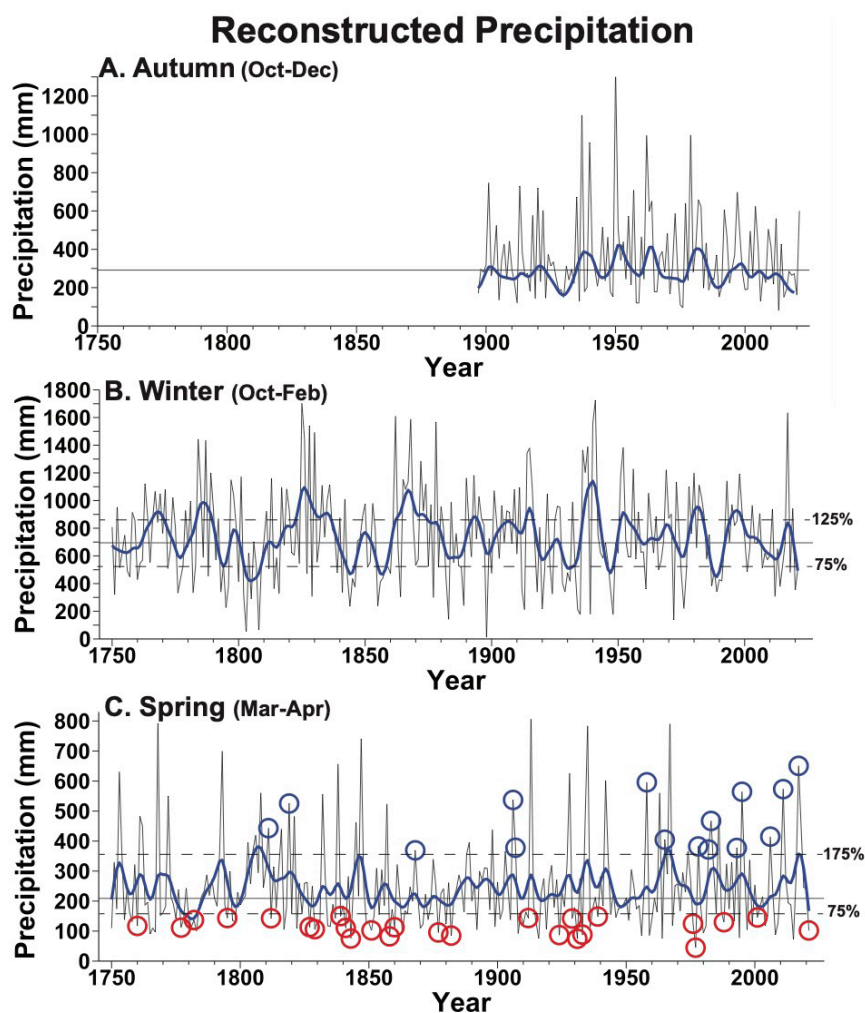 Reconstructed Precipitation
A. Autumn (Oct-Dec)
Precipitation (mm)
1200
1000
800
600
400
200
0
1750 1800 1850 1900 1950 2000
Year
B. Winter (Oct-Feb)
Precipitation (mm)
1800
1600
1400
1200
1000
800
600
400
200
0
125%
75%
1750 1800 1850 1900 1950 2000
Year
C. Spring (Mar-Apr)
Precipitation (mm)
800
700
600
500
400
300
200
100
0
175%
75%
1750 1800 1850 1900 1950 2000
Year